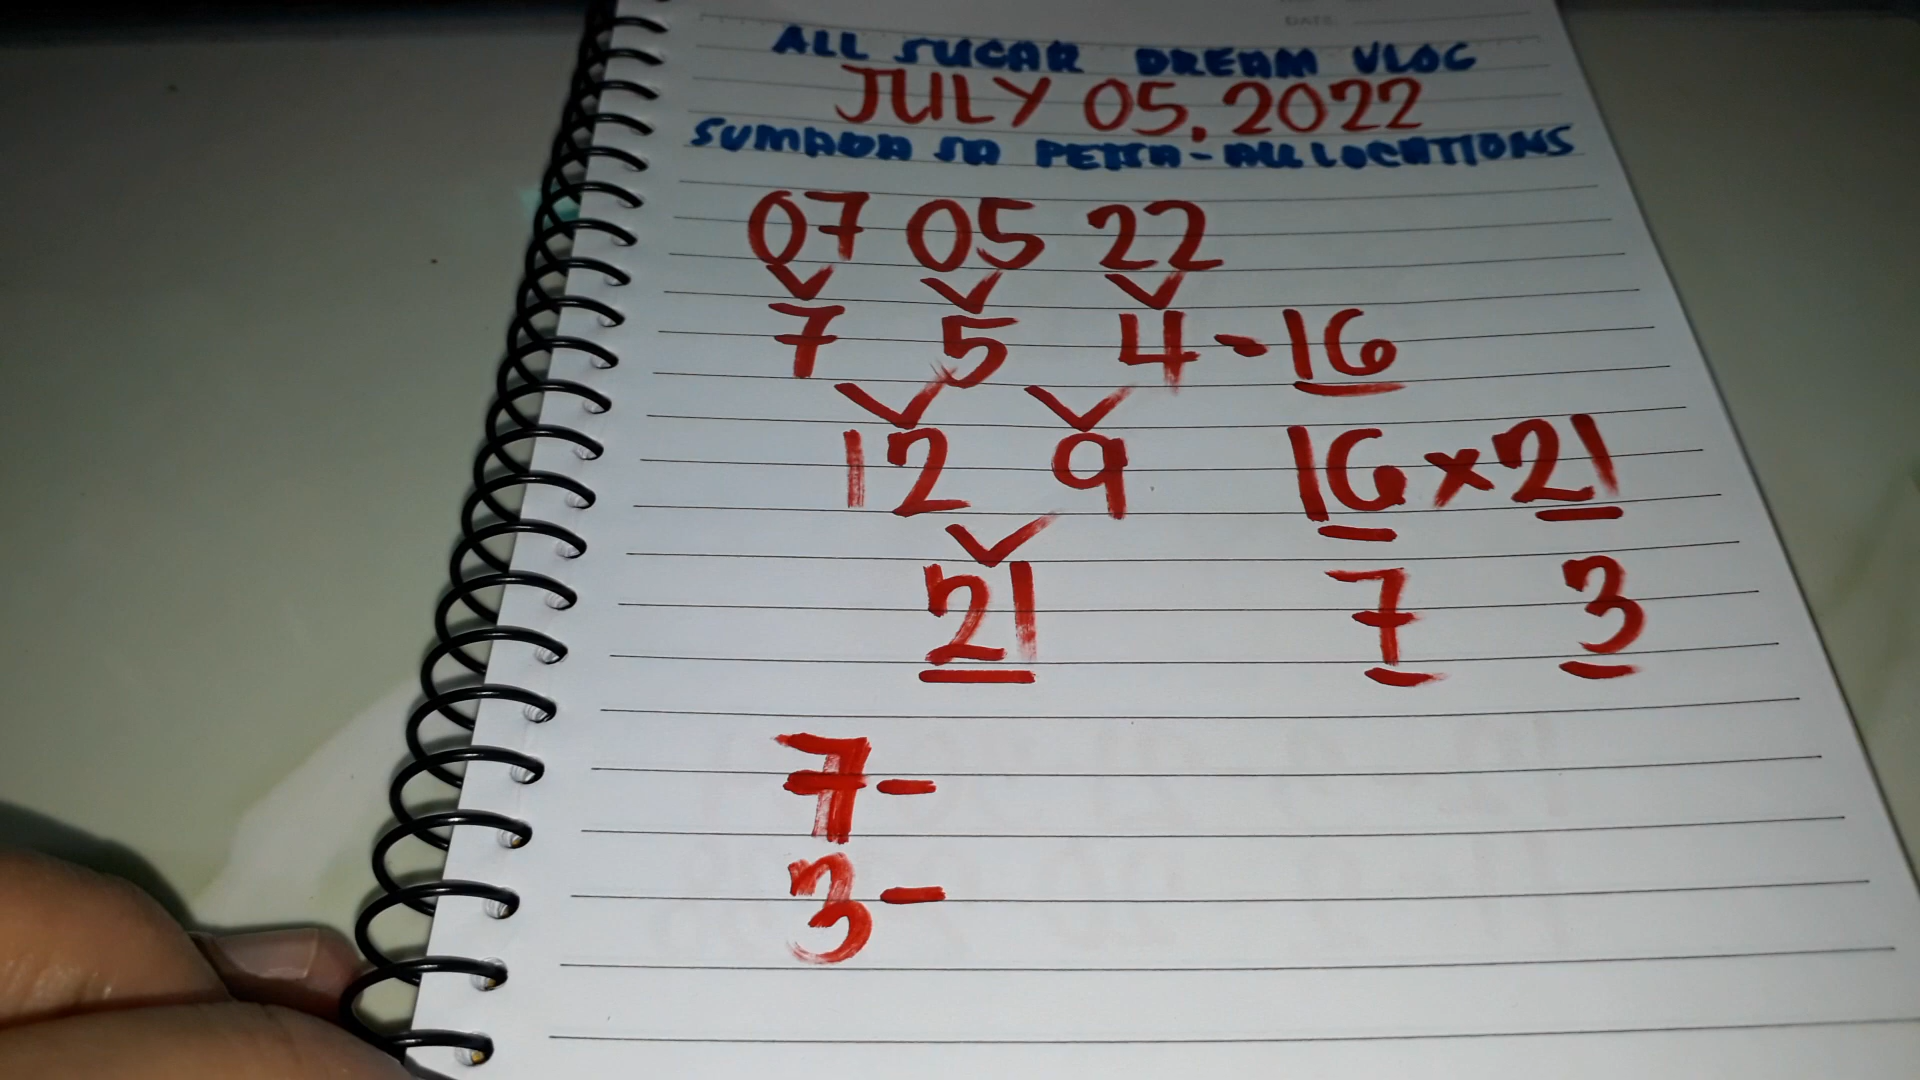 DATE:
ALL SUGAR DREAM VLOG
JULY 05, 2022
SUMADA SA PETSA - ALL LOCATIONS
07 05 22
7 5 4 - 16
12 9 16 x 21
21 7 3
7 -
3 -